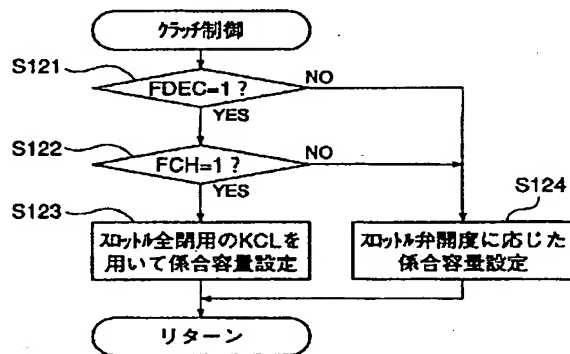 クラッチ制御
S121
FDEC=1 ?
NO
YES
S122
FCH=1 ?
NO
YES
S123
スロットル全閉用のKCLを
用いて係合容量設定
S124
スロットル弁開度に応じた
係合容量設定
リターン